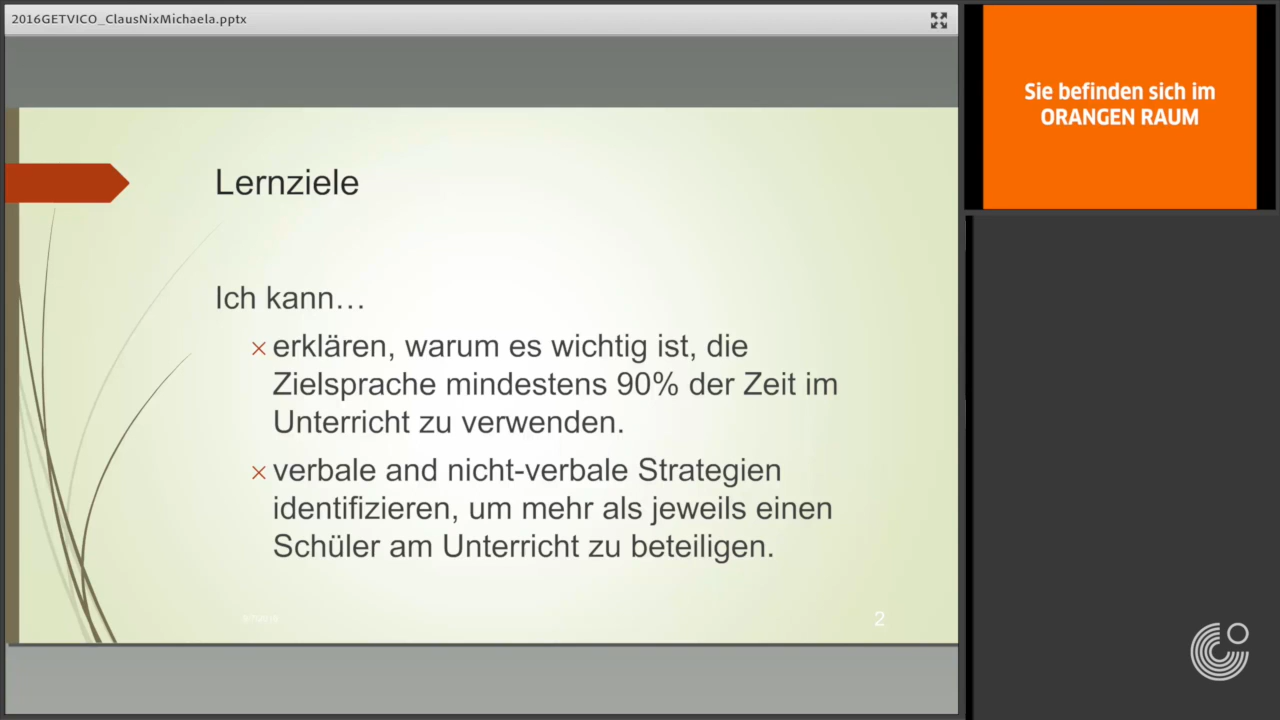 2016GETVICO_ClausNixMichaela.pptx
Sie befinden sich im
ORANGEN RAUM
Lernziele
Ich kann…
erklären, warum es wichtig ist, die
Zielsprache mindestens 90% der Zeit im
Unterricht zu verwenden.
verbale and nicht-verbale Strategien
identifizieren, um mehr als jeweils einen
Schüler am Unterricht zu beteiligen.
2